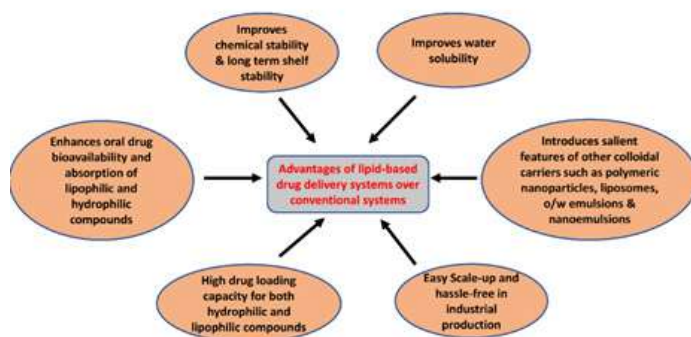 Improves
chemical stability
& long term shelf
stability
Improves water
solubility
Enhances oral drug
bioavailability and
absorption of
lipophilic and
hydrophilic
compounds
Advantages of lipid-based
drug delivery systems over
conventional systems
Introduces salient
features of other colloidal
carriers such as polymeric
nanoparticles, liposomes,
o/w emulsions &
nanoemulsions
High drug loading
capacity for both
hydrophilic and
lipophilic compounds
Easy Scale-up and
hassle-free in
industrial
production